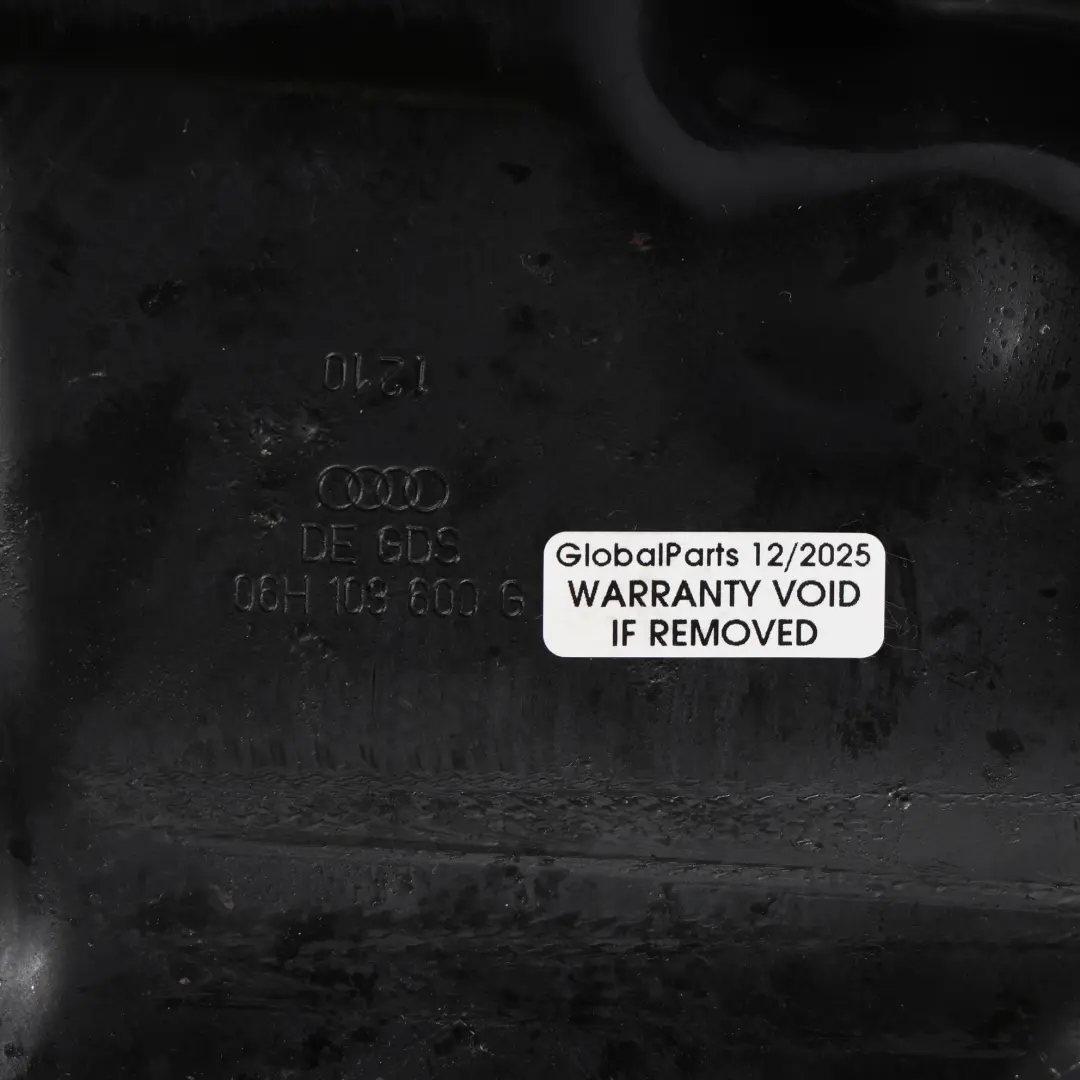 1210
DE GDS
06H 103 600 G
GlobalParts 12/2025
WARRANTY VOID
IF REMOVED